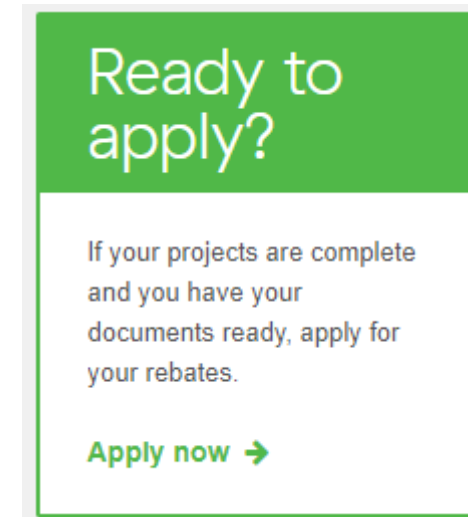 Ready to
apply?
If your projects are complete
and you have your
documents ready, apply for
your rebates.
Apply now →